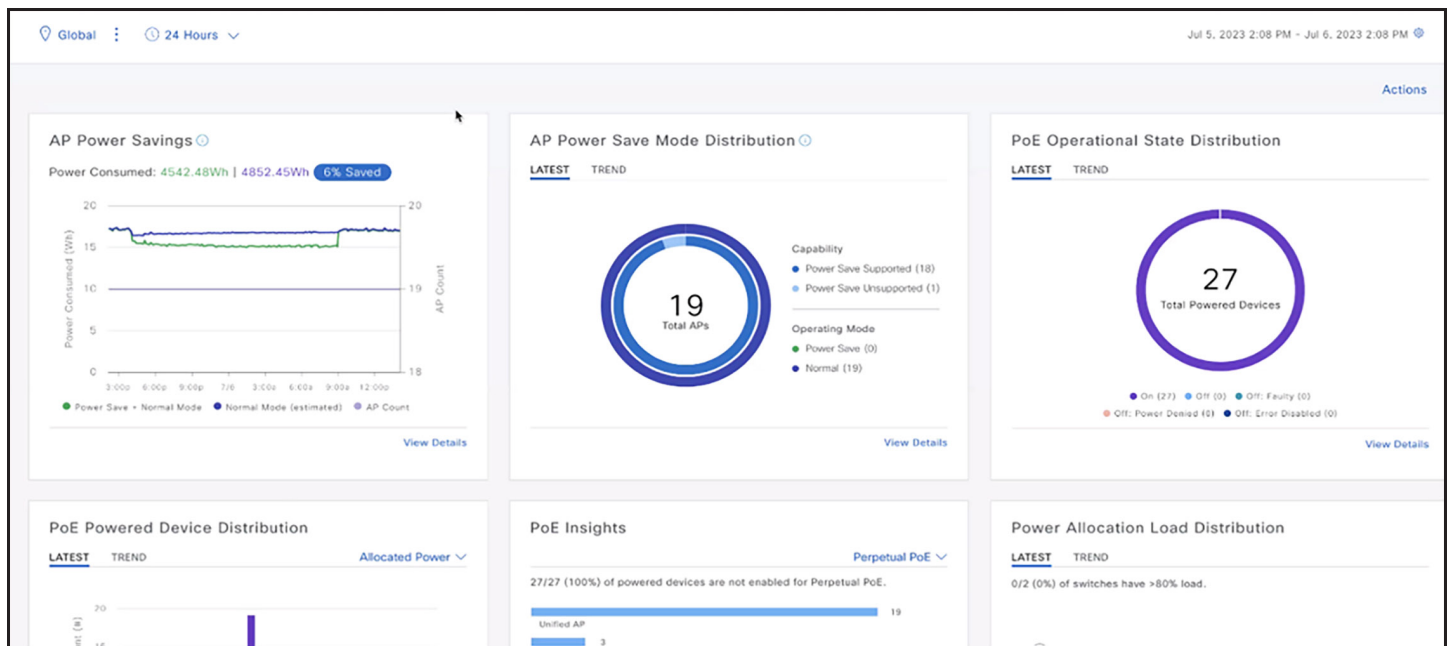 Global 24 Hours Jul 5, 2023 2:08 PM - Jul 6, 2023 2:08 PM
Actions
AP Power Savings
Power Consumed: 4542.48Wh | 4852.45Wh 6% Saved
20 20
15
10 19
5
0 18
Power Consumed (Wh)
AP Count
3:00p 6:00p 9:00p 7/6 3:00a 6:00a 9:00a 12:00p
Power Save + Normal Mode Normal Mode (estimated) AP Count
View Details
AP Power Save Mode Distribution
LATEST TREND
19
Total APs
Capability
Power Save Supported (18)
Power Save Unsupported (1)
Operating Mode
Power Save (0)
Normal (19)
View Details
PoE Operational State Distribution
LATEST TREND
27
Total Powered Devices
On (27) Off (0) Off: Faulty (0)
Off: Power Denied (0) Off: Error Disabled (0)
View Details
PoE Powered Device Distribution
LATEST TREND Allocated Power
20
PoE Insights
Perpetual PoE
27/27 (100%) of powered devices are not enabled for Perpetual PoE.
19
Unified AP
3
Power Allocation Load Distribution
LATEST TREND
0/2 (0%) of switches have >80% load.